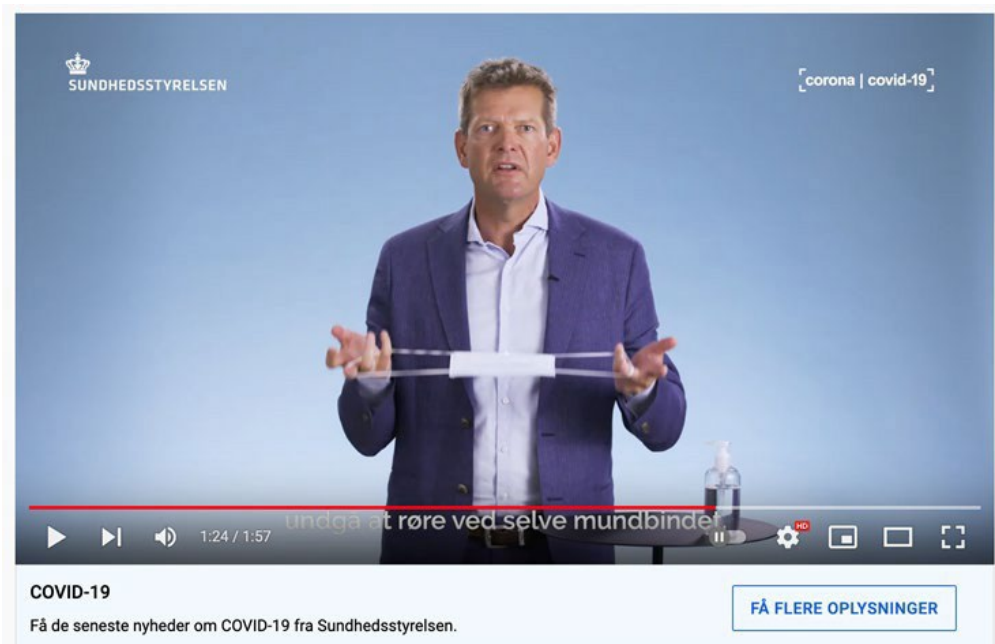 SUNDHEDSSTYRELSEN
corona | covid-19
undgå at røre ved selve mundbindet.
1:24 / 1:57
HD
COVID-19
Få de seneste nyheder om COVID-19 fra Sundhedsstyrelsen.
FÅ FLERE OPLYSNINGER